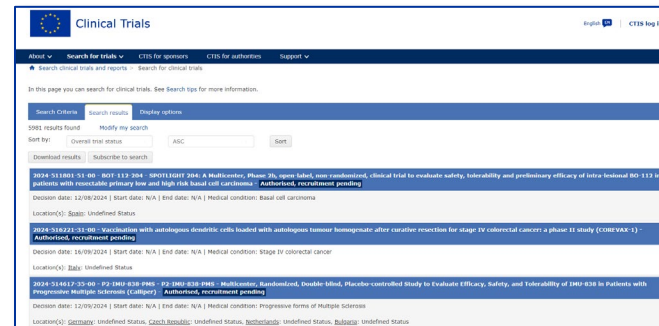 Clinical Trials
English EN CTIS log i
About Search for trials CTIS for sponsors CTIS for authorities Support
Search clinical trials and reports - Search for clinical trials
In this page you can search for clinical trials. See Search tips for more information.
Search Criteria Search results Display options
5981 results found Modify my search
Sort by: Overall trial status ASC Sort
Download results Subscribe to search
2024-511801-51-00 - BOT-112-204 - SPOTLIGHT 204: A Multicenter, Phase 2b, open-label, non-randomized, clinical trial to evaluate safety, tolerability and preliminary efficacy of intra-lesional BO-112 in
patients with resectable primary low and high risk basal cell carcinoma - Authorised, recruitment pending
Decision date: 12/08/2024 | Start date: N/A | End date: N/A | Medical condition: Basal cell carcinoma
Location(s): Spain: Undefined Status
2024-516221-31-00 - Vaccination with autologous dendritic cells loaded with autologous tumour homogenate after curative resection for stage IV colorectal cancer: a phase II study (COREVAX-1) -
Authorised, recruitment pending
Decision date: 16/09/2024 | Start date: N/A | End date: N/A | Medical condition: Stage IV colorectal cancer
Location(s): Italy: Undefined Status
2024-514617-35-00 - P2-IMU-838-PMS - P2-IMU-838-PMS - Multicenter, Randomized, Double-blind, Placebo-controlled Study to Evaluate Efficacy, Safety, and Tolerability of IMU-838 in Patients with
Progressive Multiple Sclerosis (Calliper) - Authorised, recruitment pending
Decision date: 12/09/2024 | Start date: N/A | End date: N/A | Medical condition: Progressive forms of Multiple Sclerosis
Location(s): Germany: Undefined Status, Czech Republic: Undefined Status, Netherlands: Undefined Status, Bulgaria: Undefined Status